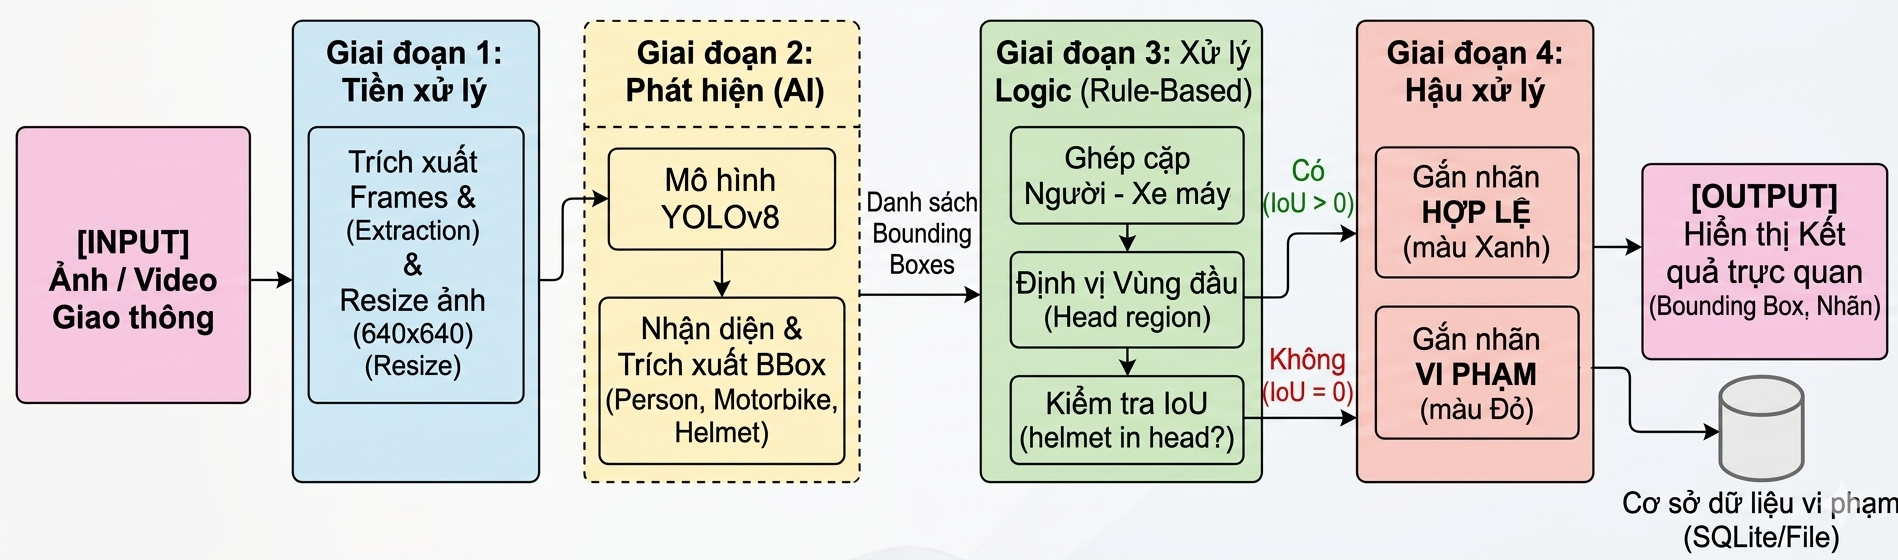 [INPUT]
Ảnh / Video
Giao thông
Giai đoạn 1:
Tiền xử lý
Trích xuất
Frames &
(Extraction)
&
Resize ảnh
(640x640)
(Resize)
Giai đoạn 2:
Phát hiện (AI)
Mô hình
YOLOv8
Nhận diện &
Trích xuất BBox
(Person, Motorbike,
Helmet)
Danh sách
Bounding
Boxes
Giai đoạn 3: Xử lý
Logic (Rule-Based)
Ghép cặp
Người - Xe máy
Định vị Vùng đầu
(Head region)
Kiểm tra IoU
(helmet in head?)
Có
(IoU > 0)
Không
(IoU = 0)
Giai đoạn 4:
Hậu xử lý
Gắn nhãn
HỢP LỆ
(màu Xanh)
Gắn nhãn
VI PHẠM
(màu Đỏ)
[OUTPUT]
Hiển thị Kết
quả trực quan
(Bounding Box, Nhãn)
Cơ sở dữ liệu vi phạm
(SQLite/File)